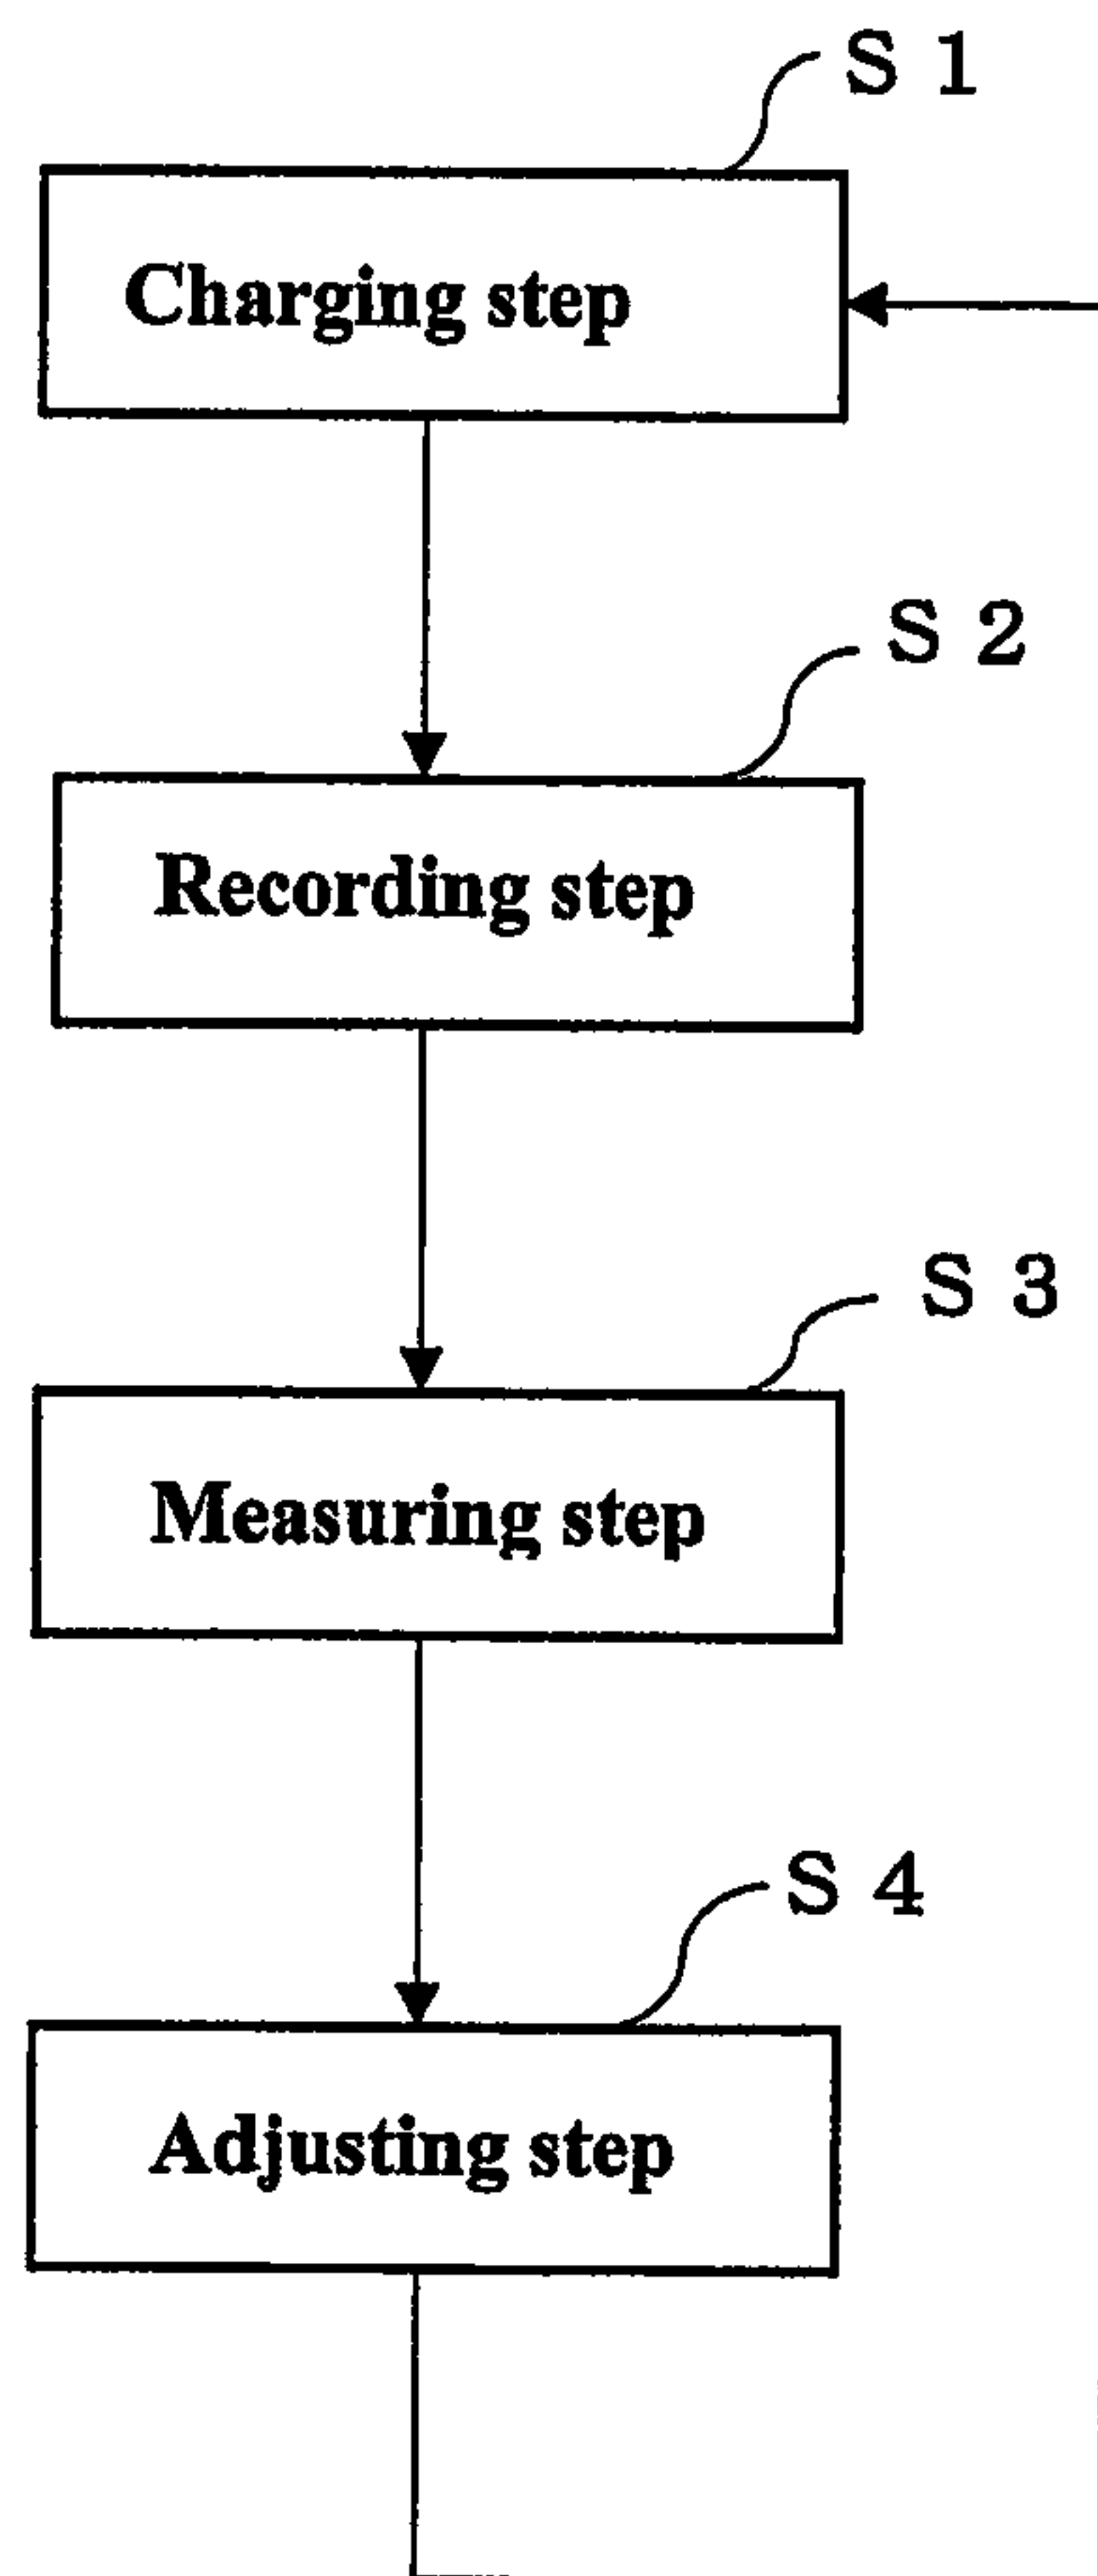 S 1
Charging step
S 2
Recording step
S 3
Measuring step
S 4
Adjusting step